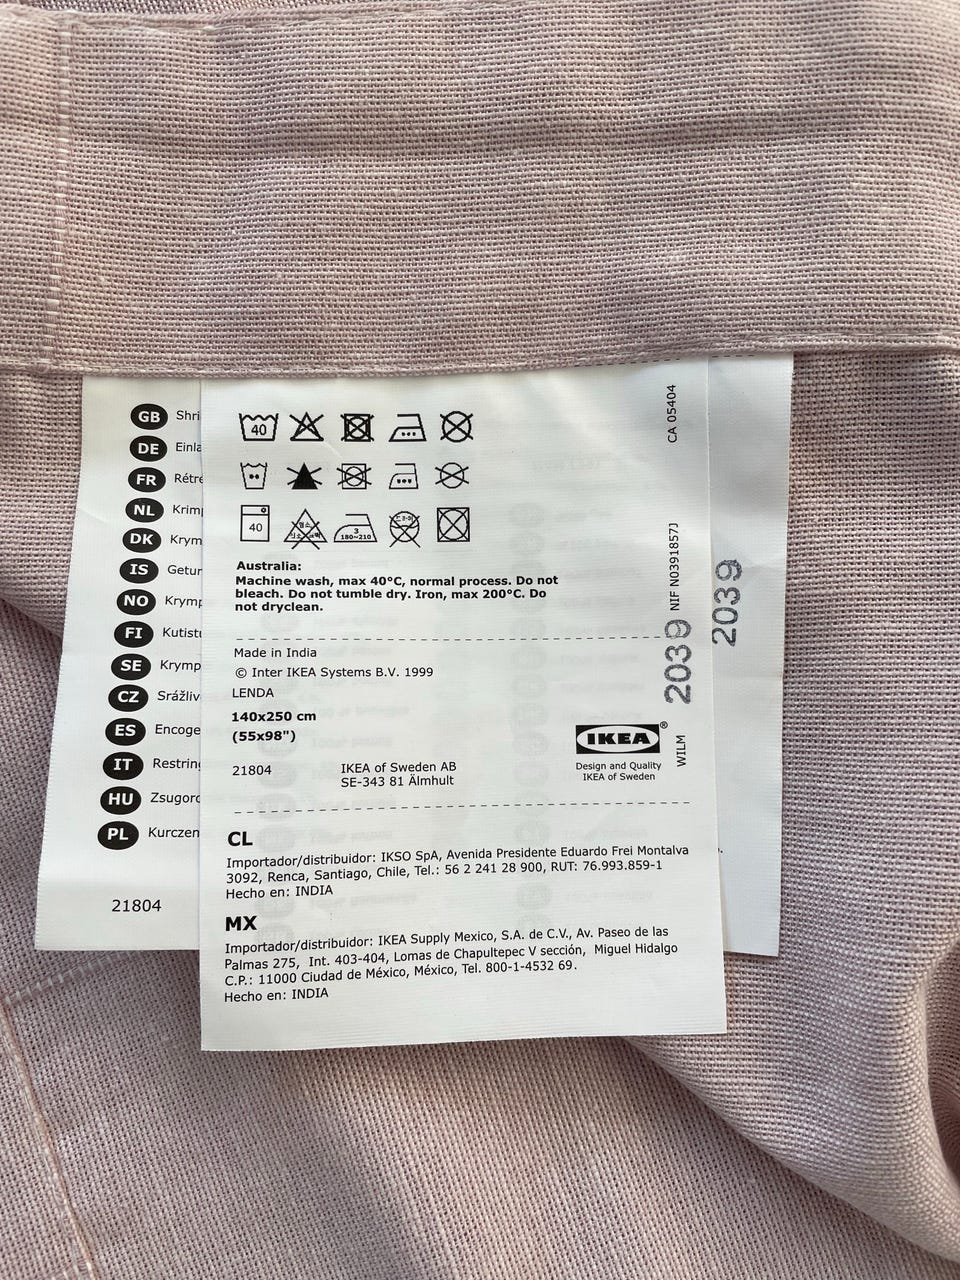 GB Shri
DE Einla
FR Rétré
NL Krimp
DK Krym
IS Getur
NO Krymp
FI Kutistu
SE Krymp
CZ Srážliv
ES Encoge
IT Restring
HU Zsugoro
PL Kurczen
21804
40
40
3
180~210
Australia:
Machine wash, max 40°C, normal process. Do not
bleach. Do not tumble dry. Iron, max 200°C. Do
not dryclean.
Made in India
© Inter IKEA Systems B.V. 1999
LENDA
140x250 cm
(55x98")
21804
IKEA of Sweden AB
SE-343 81 Älmhult
IKEA®
Design and Quality
IKEA of Sweden
CA 05404
NIF N0391857J
2039
WILM
2039
CL
Importador/distribuidor: IKSO SpA, Avenida Presidente Eduardo Frei Montalva
3092, Renca, Santiago, Chile, Tel.: 56 2 241 28 900, RUT: 76.993.859-1
Hecho en: INDIA
MX
Importador/distribuidor: IKEA Supply Mexico, S.A. de C.V., Av. Paseo de las
Palmas 275, Int. 403-404, Lomas de Chapultepec V sección, Miguel Hidalgo
C.P.: 11000 Ciudad de México, México, Tel. 800-1-4532 69.
Hecho en: INDIA